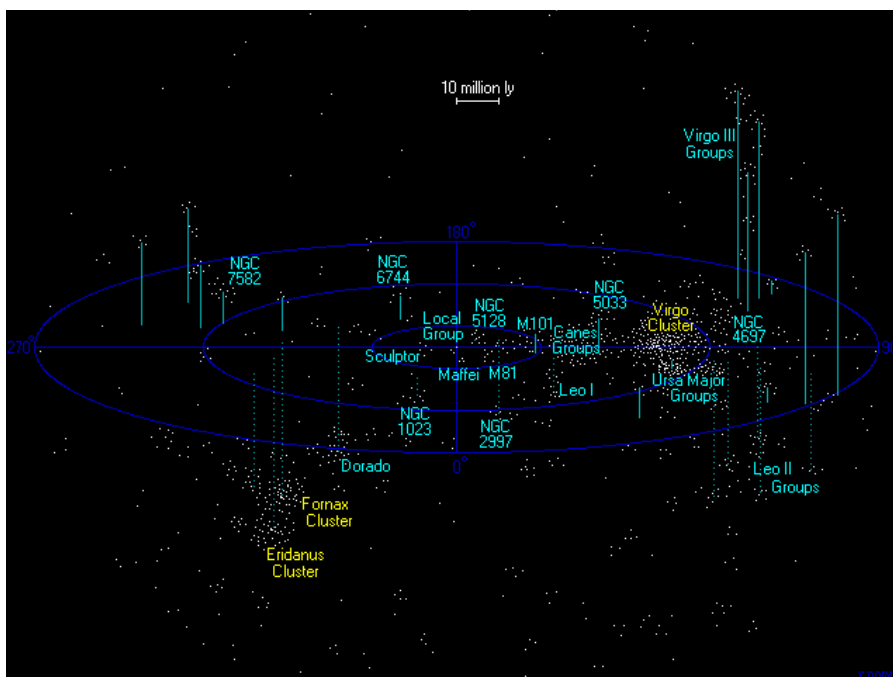 10 million ly
Virgo III
Groups
180°
NGC
7582
NGC
6744
NGC
5033
NGC
5128
Local
Group
M101
Virgo
Cluster
NGC
4697
Canes
Groups
270°
90
Sculptor
Maffei
M81
Leo I
Ursa Major
Groups
NGC
1023
NGC
2997
Dorado
0°
Leo II
Groups
Fornax
Cluster
Eridanus
Cluster